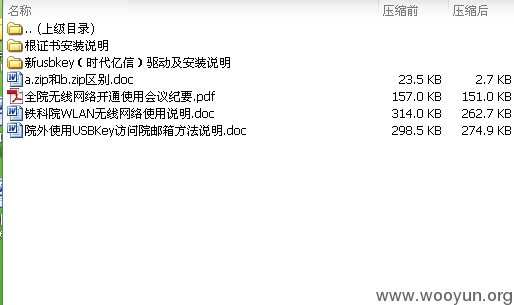 名称 压缩前 压缩后
.. (上级目录)
根证书安装说明
新usbkey（时代亿信）驱动及安装说明
a.zip和b.zip区别.doc 23.5 KB 2.7 KB
全院无线网络开通使用会议纪要.pdf 157.0 KB 151.0 KB
铁科院WLAN无线网络使用说明.doc 314.0 KB 262.7 KB
院外使用USBKey访问院邮箱方法说明.doc 298.5 KB 274.9 KB
www.wooyun.org